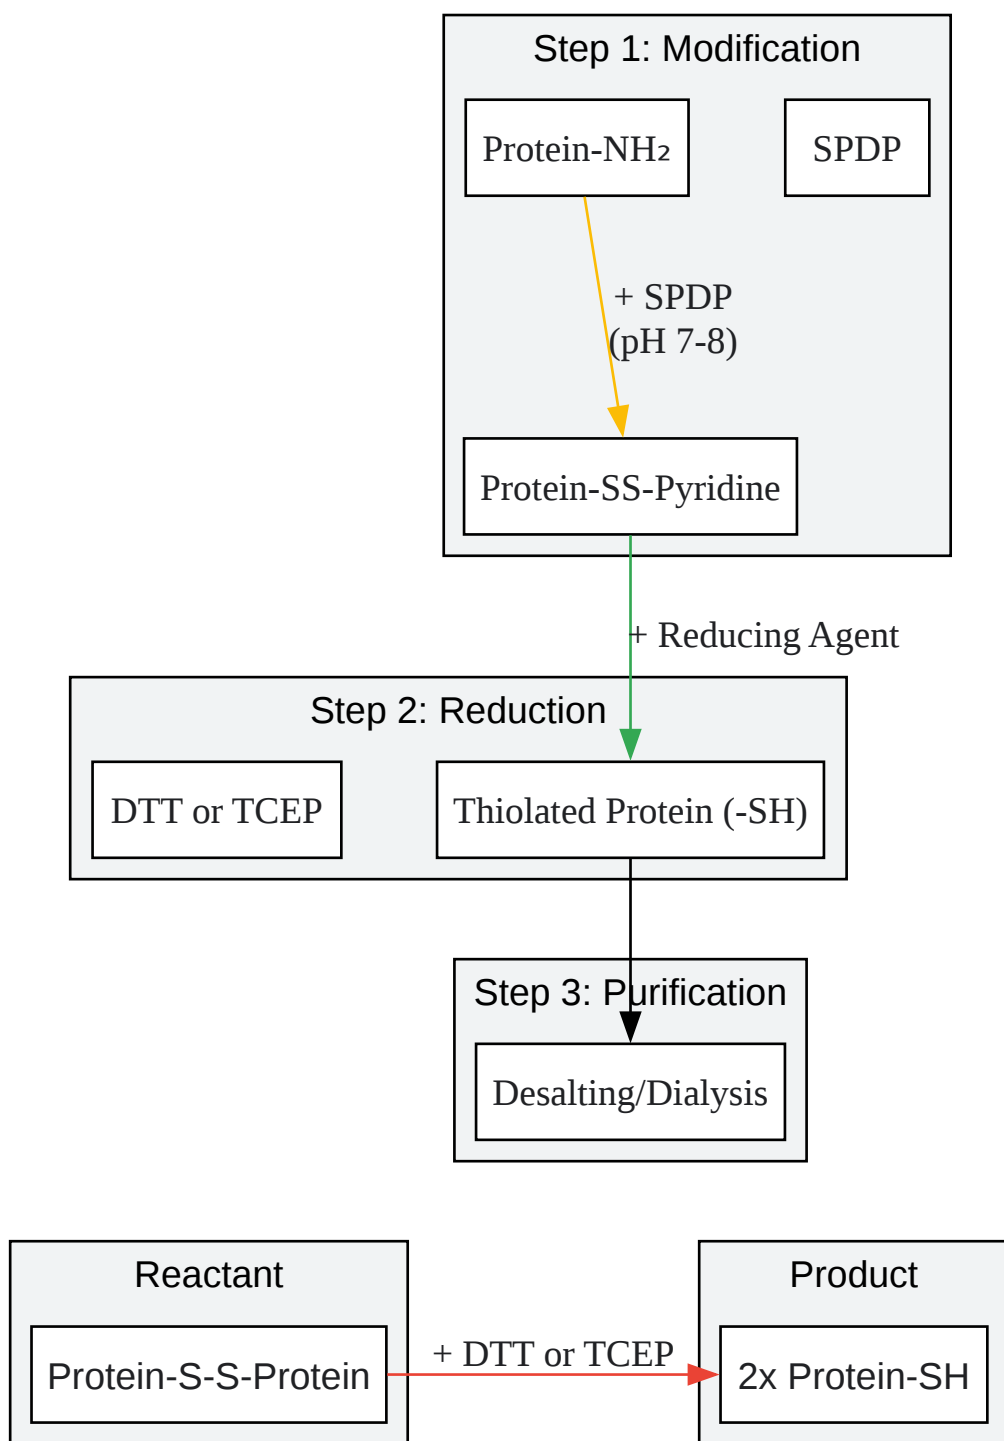 Step 1: Modification
Protein-NH₂
SPDP
+ SPDP
(pH 7-8)
Protein-SS-Pyridine
+ Reducing Agent
Step 2: Reduction
DTT or TCEP
Thiolated Protein (-SH)
Step 3: Purification
Desalting/Dialysis
Reactant
Product
Protein-S-S-Protein
+ DTT or TCEP
2x Protein-SH